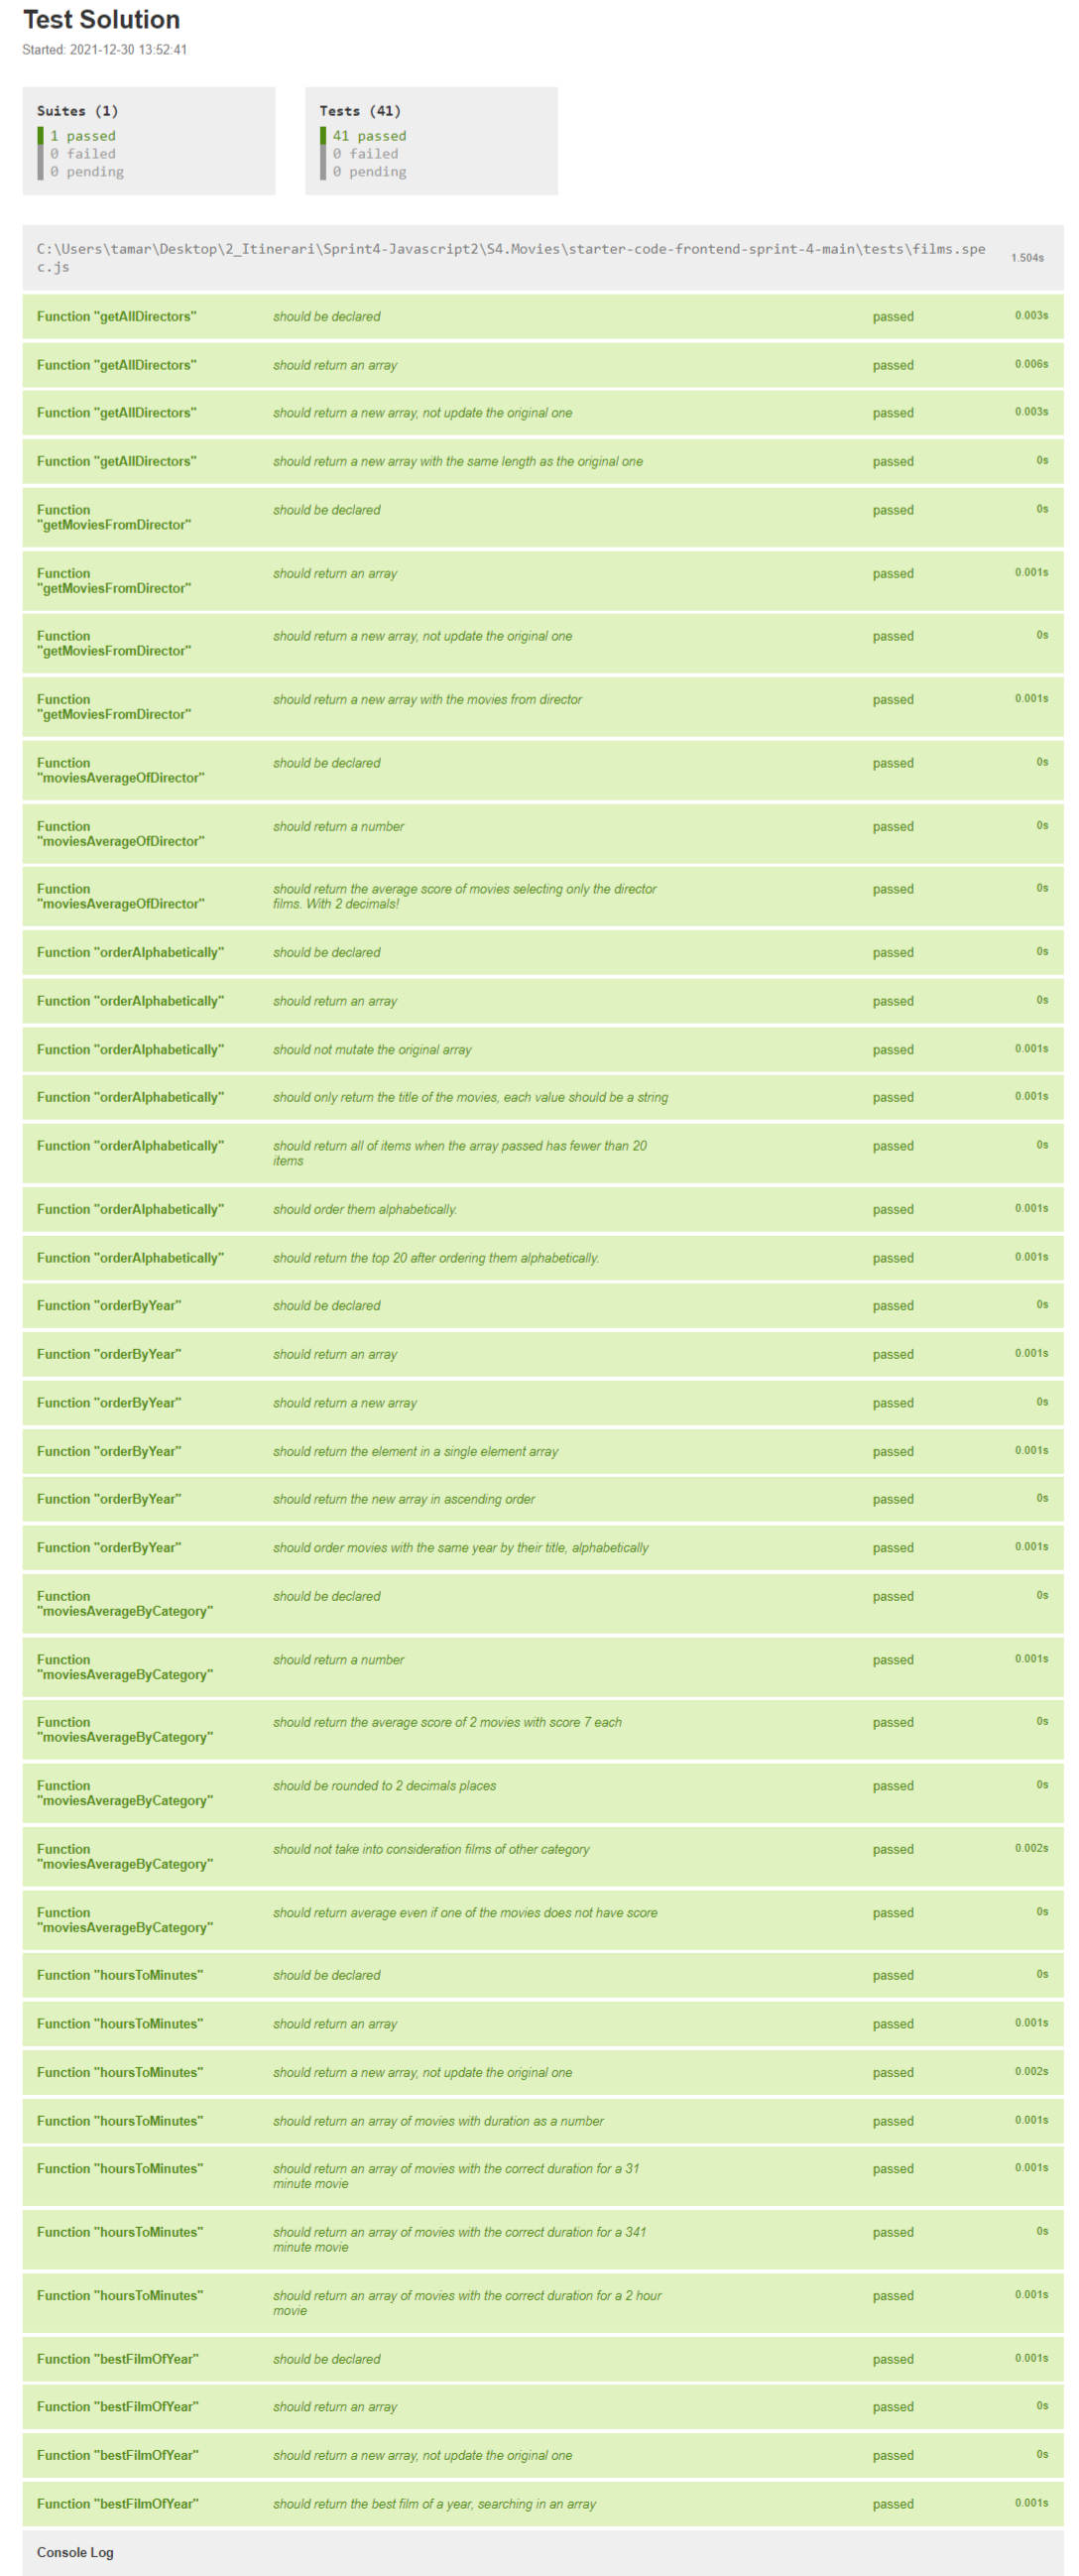 Test Solution
Started: 2021-12-30 13:52:41
Suites (1)
1 passed
0 failed
0 pending
Tests (41)
41 passed
0 failed
0 pending
C:\Users\tamar\Desktop\2_Itinerari\Sprint4-Javascript2\S4.Movies\starter-code-frontend-sprint-4-main\tests\films.spe
c.js
1.504s
Function "getAllDirectors" should be declared passed 0.003s
Function "getAllDirectors" should return an array passed 0.006s
Function "getAllDirectors" should return a new array, not update the original one passed 0.003s
Function "getAllDirectors" should return a new array with the same length as the original one passed 0s
Function should be declared passed 0s
"getMoviesFromDirector"
Function should return an array passed 0.001s
"getMoviesFromDirector"
Function should return a new array, not update the original one passed 0s
"getMoviesFromDirector"
Function should return a new array with the movies from director passed 0.001s
"getMoviesFromDirector"
Function should be declared passed 0s
"moviesAverageOfDirector"
Function should return a number passed 0s
"moviesAverageOfDirector"
Function should return the average score of movies selecting only the director passed 0s
"moviesAverageOfDirector" films. With 2 decimals!
Function "orderAlphabetically" should be declared passed 0s
Function "orderAlphabetically" should return an array passed 0s
Function "orderAlphabetically" should not mutate the original array passed 0.001s
Function "orderAlphabetically" should only return the title of the movies, each value should be a string passed 0.001s
Function "orderAlphabetically" should return all of items when the array passed has fewer than 20 passed 0s
items
Function "orderAlphabetically" should order them alphabetically. passed 0.001s
Function "orderAlphabetically" should return the top 20 after ordering them alphabetically. passed 0.001s
Function "orderByYear" should be declared passed 0s
Function "orderByYear" should return an array passed 0.001s
Function "orderByYear" should return a new array passed 0s
Function "orderByYear" should return the element in a single element array passed 0.001s
Function "orderByYear" should return the new array in ascending order passed 0s
Function "orderByYear" should order movies with the same year by their title, alphabetically passed 0.001s
Function should be declared passed 0s
"moviesAverageByCategory"
Function should return a number passed 0.001s
"moviesAverageByCategory"
Function should return the average score of 2 movies with score 7 each passed 0s
"moviesAverageByCategory"
Function should be rounded to 2 decimals places passed 0s
"moviesAverageByCategory"
Function should not take into consideration films of other category passed 0.002s
"moviesAverageByCategory"
Function should return average even if one of the movies does not have score passed 0s
"moviesAverageByCategory"
Function "hoursToMinutes" should be declared passed 0s
Function "hoursToMinutes" should return an array passed 0.001s
Function "hoursToMinutes" should return a new array, not update the original one passed 0.002s
Function "hoursToMinutes" should return an array of movies with duration as a number passed 0.001s
Function "hoursToMinutes" should return an array of movies with the correct duration for a 31 passed 0.001s
minute movie
Function "hoursToMinutes" should return an array of movies with the correct duration for a 341 passed 0s
minute movie
Function "hoursToMinutes" should return an array of movies with the correct duration for a 2 hour passed 0.001s
movie
Function "bestFilmOfYear" should be declared passed 0.001s
Function "bestFilmOfYear" should return an array passed 0s
Function "bestFilmOfYear" should return a new array, not update the original one passed 0s
Function "bestFilmOfYear" should return the best film of a year, searching in an array passed 0.001s
Console Log